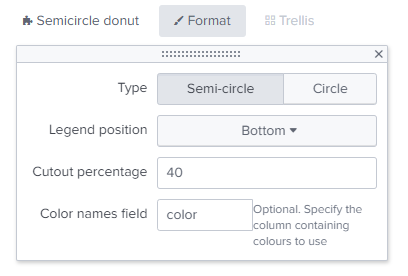 Semicircle donut Format Trellis
×
Type Semi-circle Circle
Legend position Bottom
Cutout percentage 40
Color names field color Optional. Specify the
column containing
colours to use